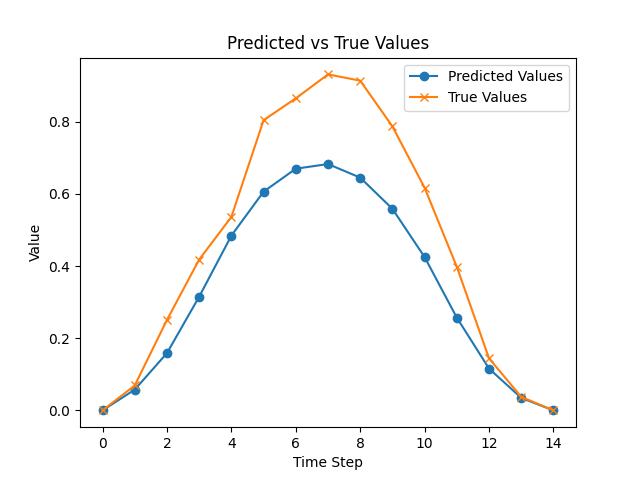 Predicted vs True Values
Predicted Values
True Values
Value
0.8
0.6
0.4
0.2
0.0
0 2 4 6 8 10 12 14
Time Step